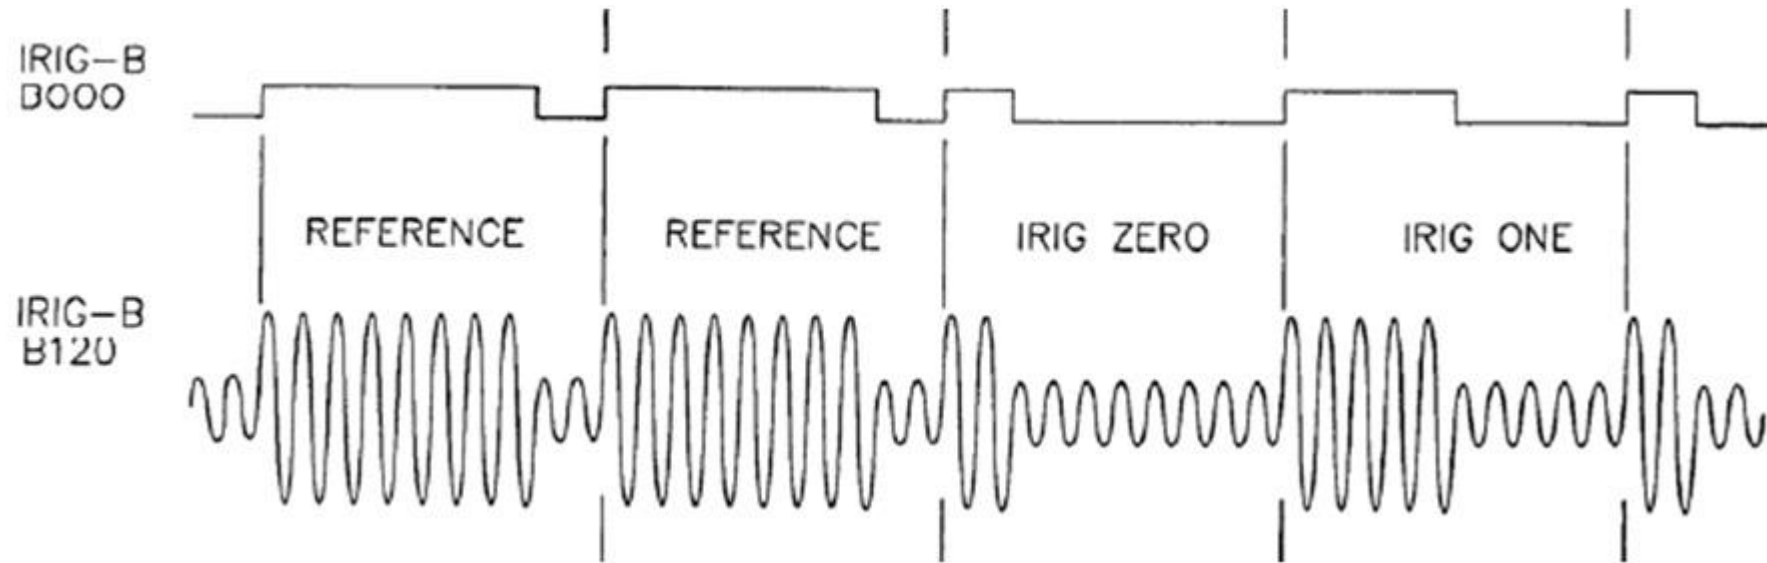 IRIG-B
B000
REFERENCE
REFERENCE
IRIG ZERO
IRIG ONE
IRIG-B
B120